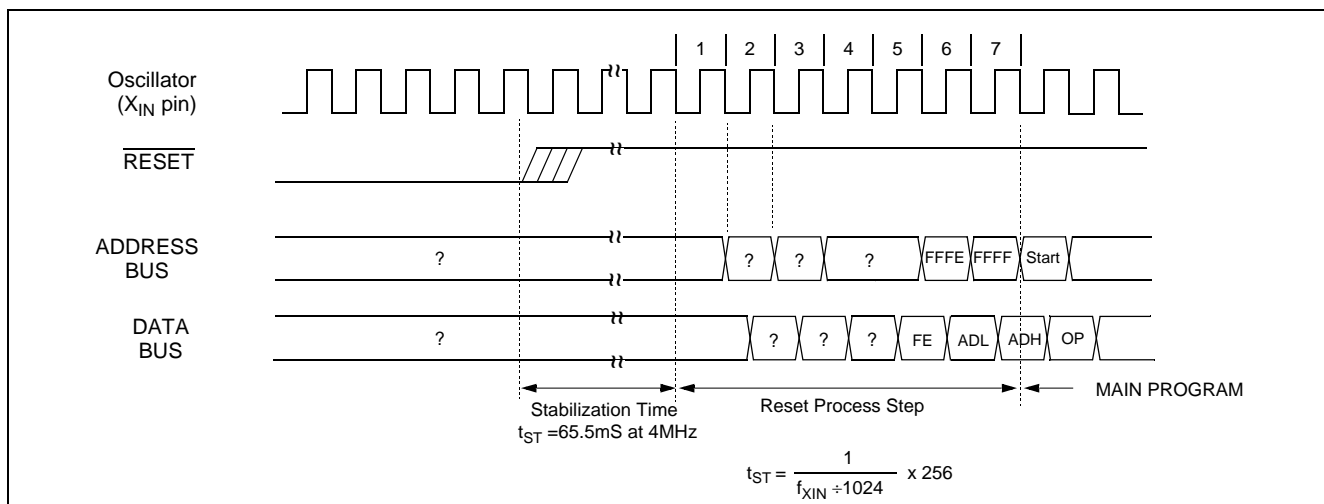 1 2 3 4 5 6 7
Oscillator
(XIN pin)
RESET
ADDRESS
BUS
? ? ? ? FFFE FFFF Start
DATA
BUS
? ? ? ? FE ADL ADH OP
Stabilization Time
tST =65.5mS at 4MHz
Reset Process Step
MAIN PROGRAM
tST = 1 x 256
fXIN ÷1024